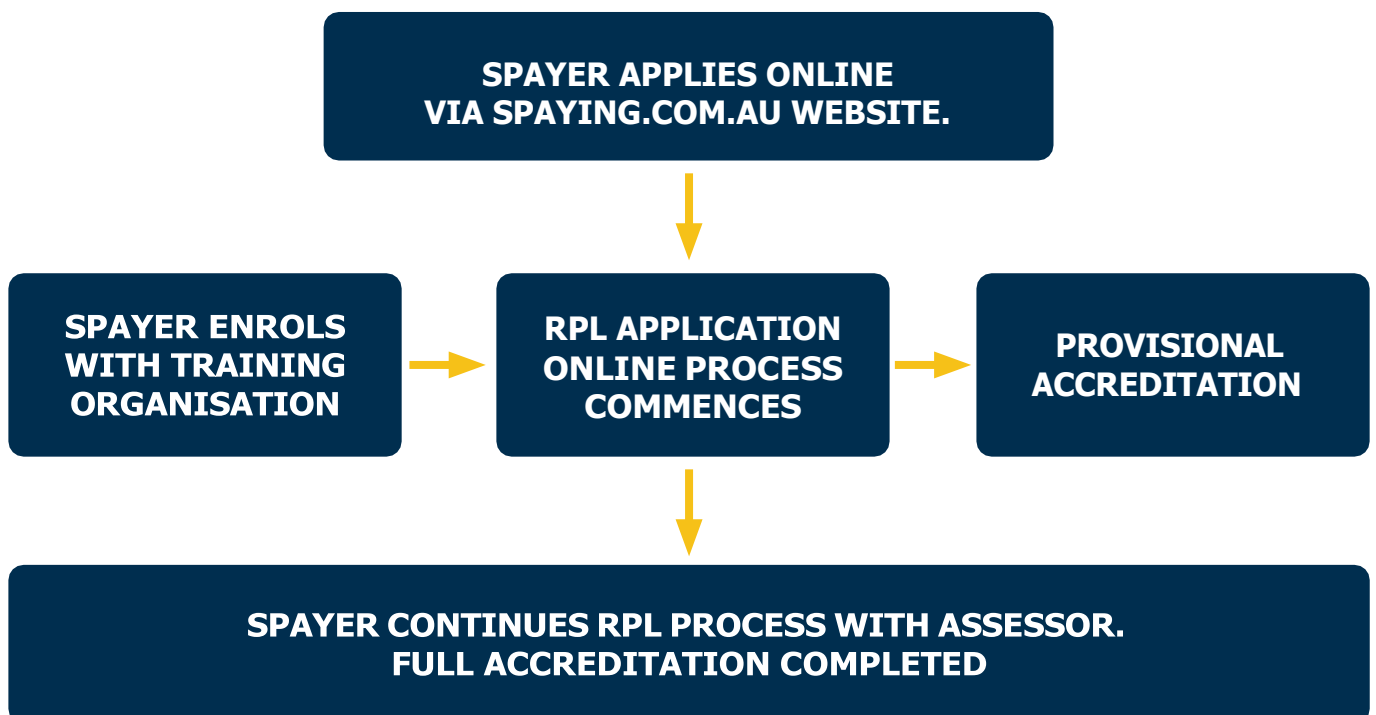 SPAYER APPLIES ONLINE
VIA SPAYING.COM.AU WEBSITE.
SPAYER ENROLS
WITH TRAINING
ORGANISATION
RPL APPLICATION
ONLINE PROCESS
COMMENCES
PROVISIONAL
ACCREDITATION
SPAYER CONTINUES RPL PROCESS WITH ASSESSOR.
FULL ACCREDITATION COMPLETED